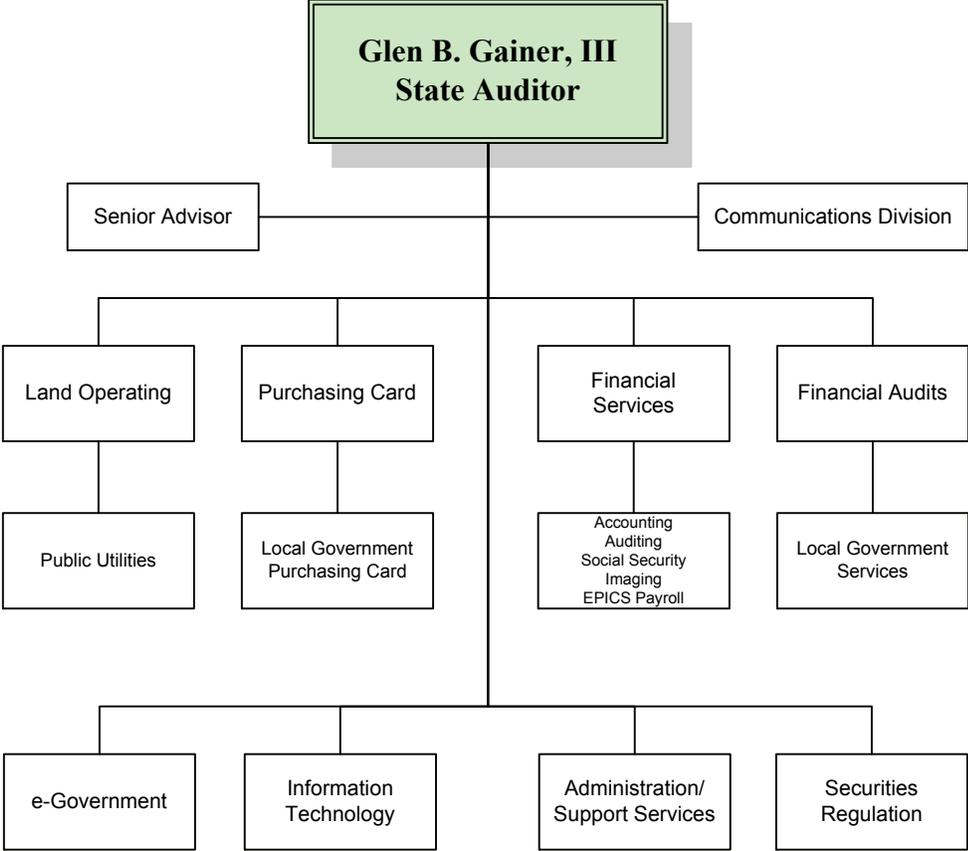 Glen B. Gainer, III
State Auditor
Senior Advisor
Communications Division
Land Operating
Purchasing Card
Financial
Services
Financial Audits
Public Utilities
Local Government
Purchasing Card
Accounting
Auditing
Social Security
Imaging
EPICS Payroll
Local Government
Services
e-Government
Information
Technology
Administration/
Support Services
Securities
Regulation